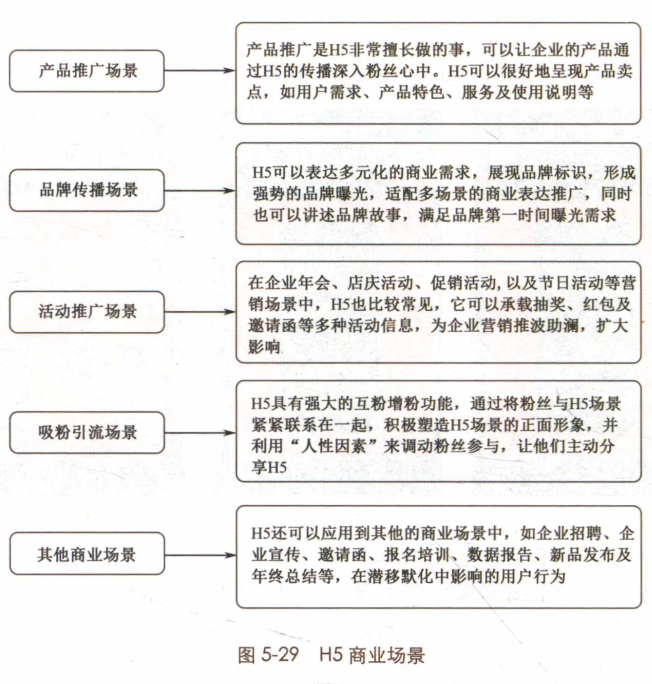 产品推广场景
产品推广是H5非常擅长做的事，可以让企业的产品通
过H5的传播深入粉丝心中。H5可以很好地呈现产品卖
点，如用户需求、产品特色、服务及使用说明等
品牌传播场景
H5可以表达多元化的商业需求，展现品牌标识，形成
强势的品牌曝光，适配多场景的商业表达推广，同时
也可以讲述品牌故事，满足品牌第一时间曝光需求
活动推广场景
在企业年会、店庆活动、促销活动,以及节日活动等营
销场景中，H5也比较常见，它可以承载抽奖、红包及
邀请函等多种活动信息，为企业营销推波助澜，扩大
影响
吸粉引流场景
H5具有强大的互粉增粉功能，通过将粉丝与H5场景
紧紧联系在一起，积极塑造H5场景的正面形象，并
利用“人性因素”来调动粉丝参与，让他们主动分
享H5
其他商业场景
H5还可以应用到其他的商业场景中，如企业招聘、企
业宣传、邀请函、报名培训、数据报告、新品发布及
年终总结等，在潜移默化中影响的用户行为
图 5-29 H5 商业场景